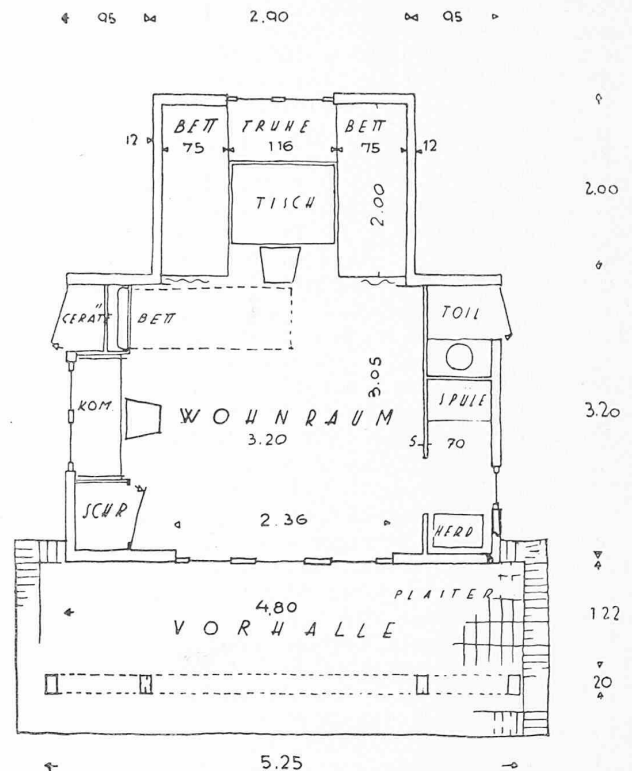 95 2.90 95
BETT TRUHE BETT
12 75 116 75 12
2.00
TISCH
2.00
GERÄTE BETT TOIL
3.05
KOM. SPÜLE
WOHNRAUM 3.20
3.20 5 70
SCHR
2.36 HERD
PLATTEN
4,80 122
VORHALLE
20
5.25